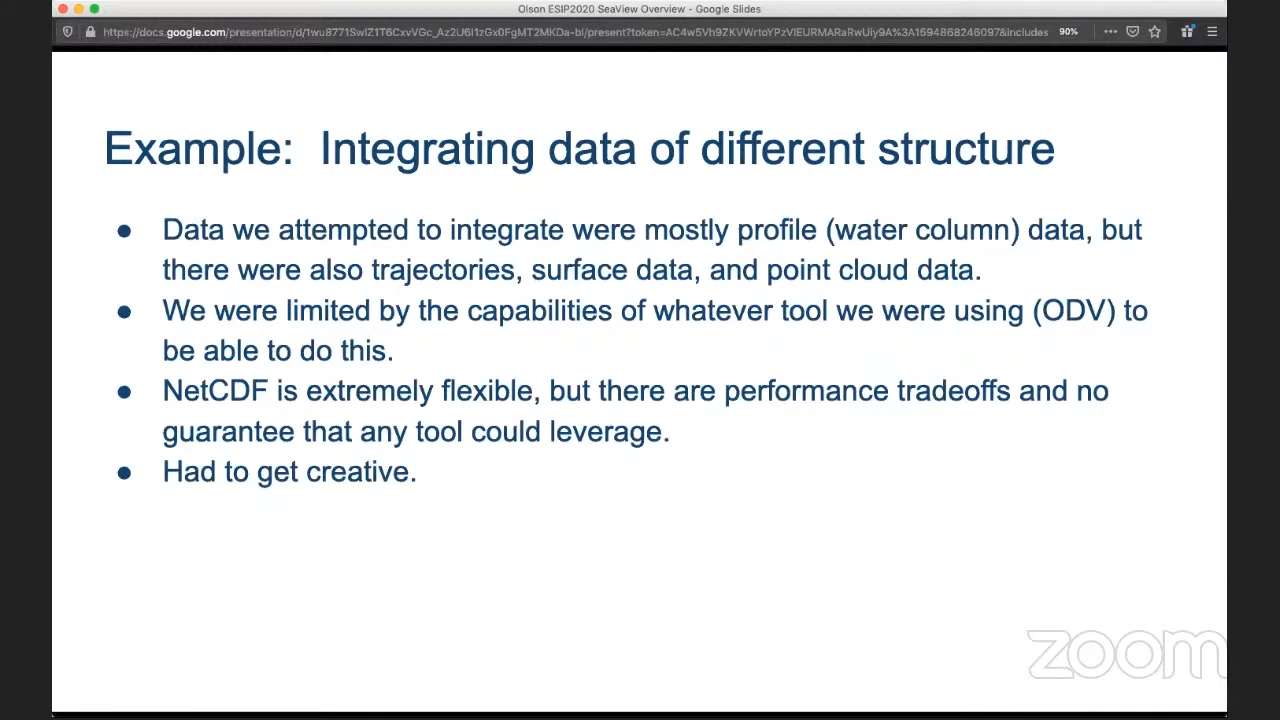 Olson ESIP2020 SeaView Overview - Google Slides
90%
Example: Integrating data of different structure
● Data we attempted to integrate were mostly profile (water column) data, but
there were also trajectories, surface data, and point cloud data.
● We were limited by the capabilities of whatever tool we were using (ODV) to
be able to do this.
● NetCDF is extremely flexible, but there are performance tradeoffs and no
guarantee that any tool could leverage.
● Had to get creative.
zoom